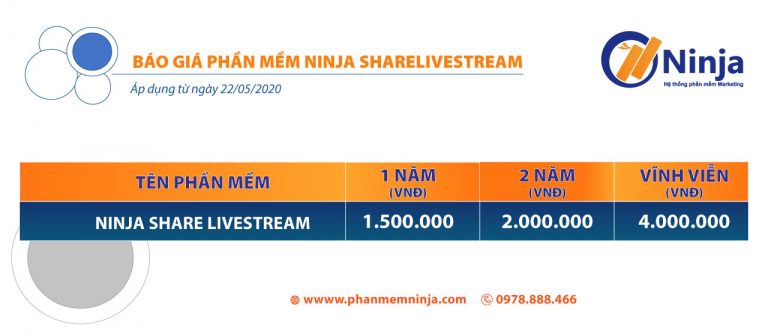 BÁO GIÁ PHẦN MỀM NINJA SHARELIVESTREAM
Áp dụng từ ngày 22/05/2020
Ninja
Hệ thống phần mềm Marketing
TÊN PHẦN MỀM 1 NĂM (VNĐ) 2 NĂM (VNĐ) VĨNH VIỄN (VNĐ)
NINJA SHARE LIVESTREAM 1.500.000 2.000.000 4.000.000
www.phanmemninja.com 0978.888.466